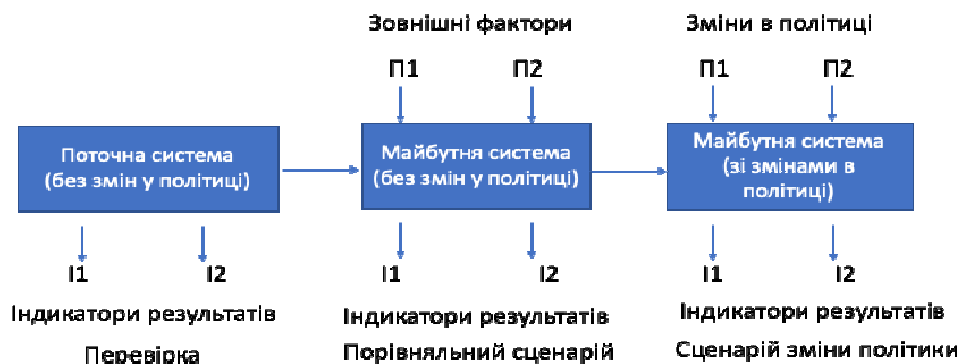 Зовнішні фактори
Зміни в політиці
П1
П2
П1
П2
Поточна система
(без змін у політиці)
Майбутня система
(без змін у політиці)
Майбутня система
(зі змінами в
політиці)
І1
І2
І1
І2
І1
І2
Індикатори результатів
Індикатори результатів
Індикатори результатів
Перевірка
Порівняльний сценарій
Сценарій зміни політики